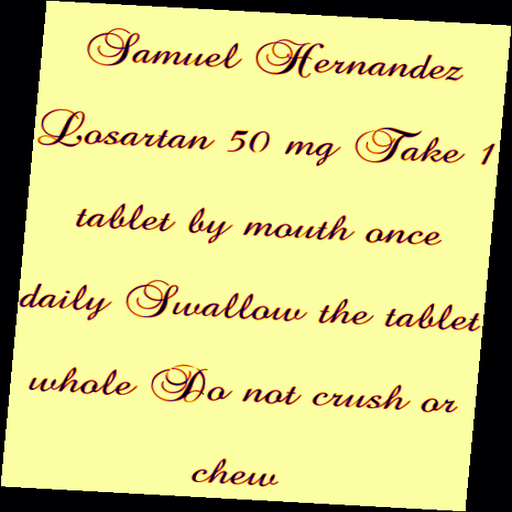 Samuel Hernandez
Losartan 50 mg Take 1
tablet by mouth once
daily Swallow the tablet
whole Do not crush or
chew